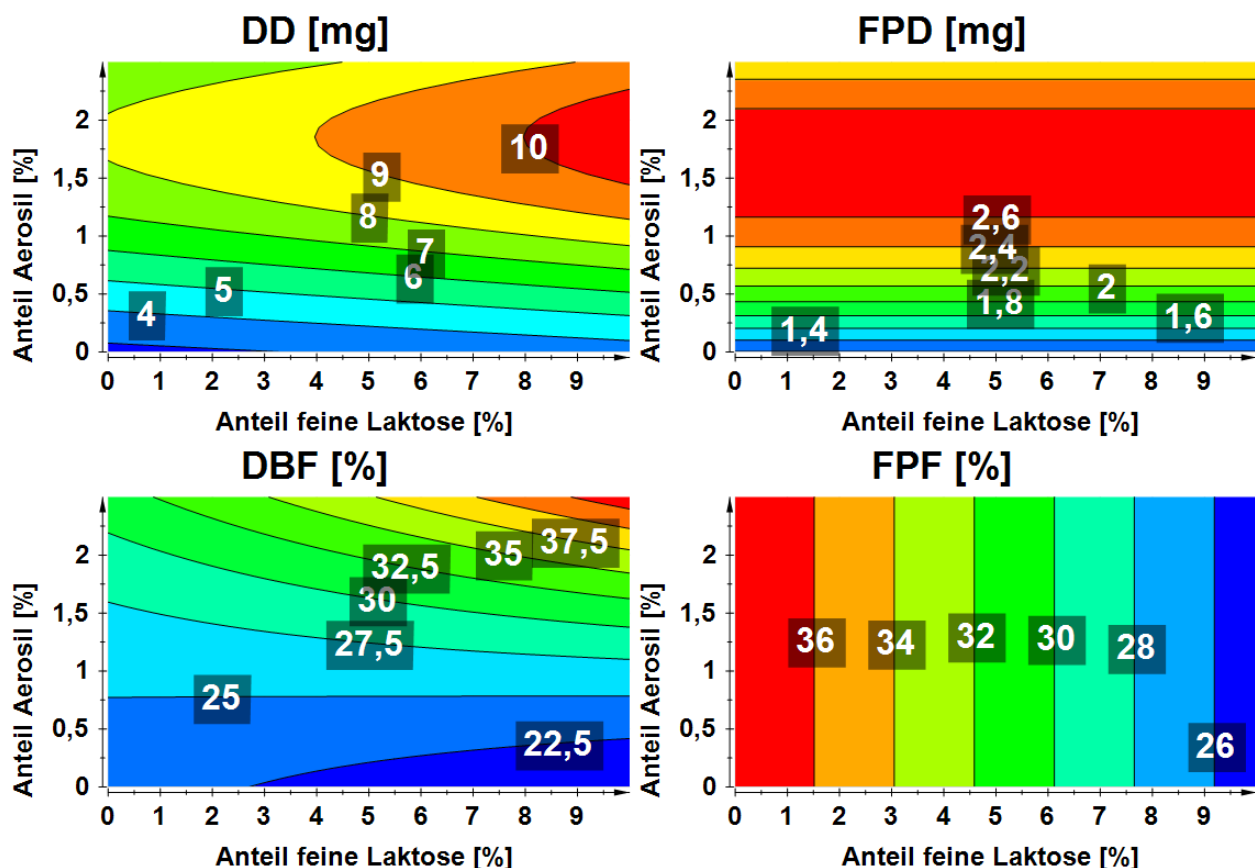 DD [mg]
Anteil Aerosil [%]
2
1,5
1
0,5
0
10
9
8
7
6
5
4
0 1 2 3 4 5 6 7 8 9
Anteil feine Laktose [%]
FPD [mg]
Anteil Aerosil [%]
2
1,5
1
0,5
0
2,6
2,4
2,2
2
1,8
1,6
1,4
0 1 2 3 4 5 6 7 8 9
Anteil feine Laktose [%]
DBF [%]
Anteil Aerosil [%]
2
1,5
1
0,5
0
37,5
35
32,5
30
27,5
25
22,5
0 1 2 3 4 5 6 7 8 9
Anteil feine Laktose [%]
FPF [%]
Anteil Aerosil [%]
2
1,5
1
0,5
0
36 34 32 30 28
26
0 1 2 3 4 5 6 7 8 9
Anteil feine Laktose [%]